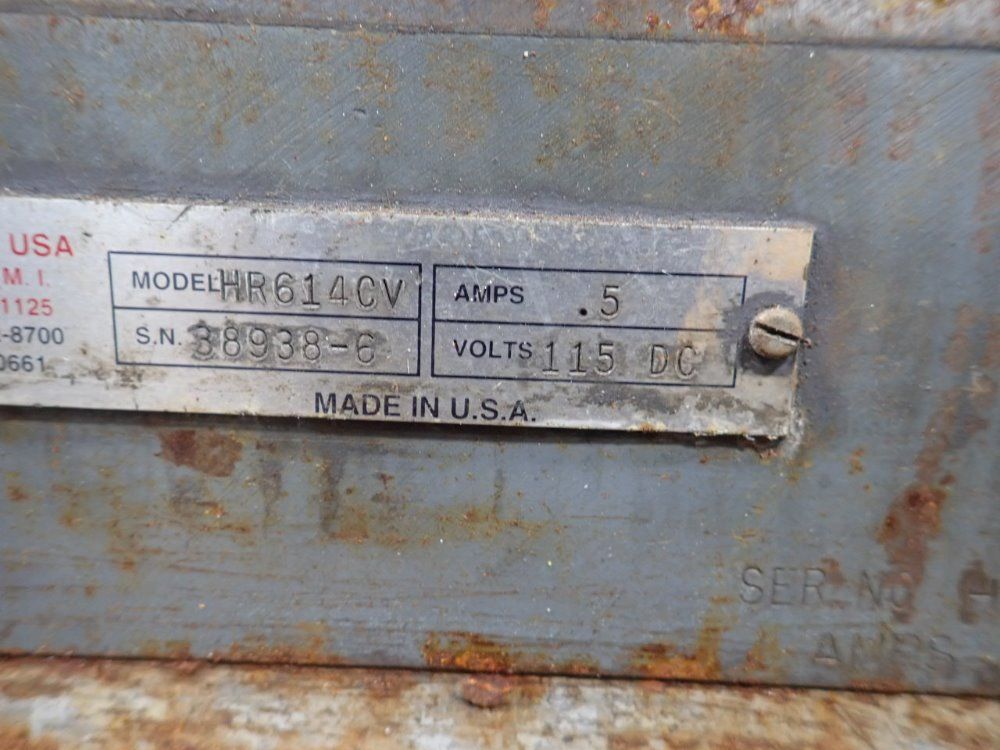 USA
M. I.
1125
-8700
0661
MODEL HR614CV
S.N. 38938-6
AMPS .5
VOLTS 115 DC
MADE IN U.S.A.
SER. NO H
AMPS